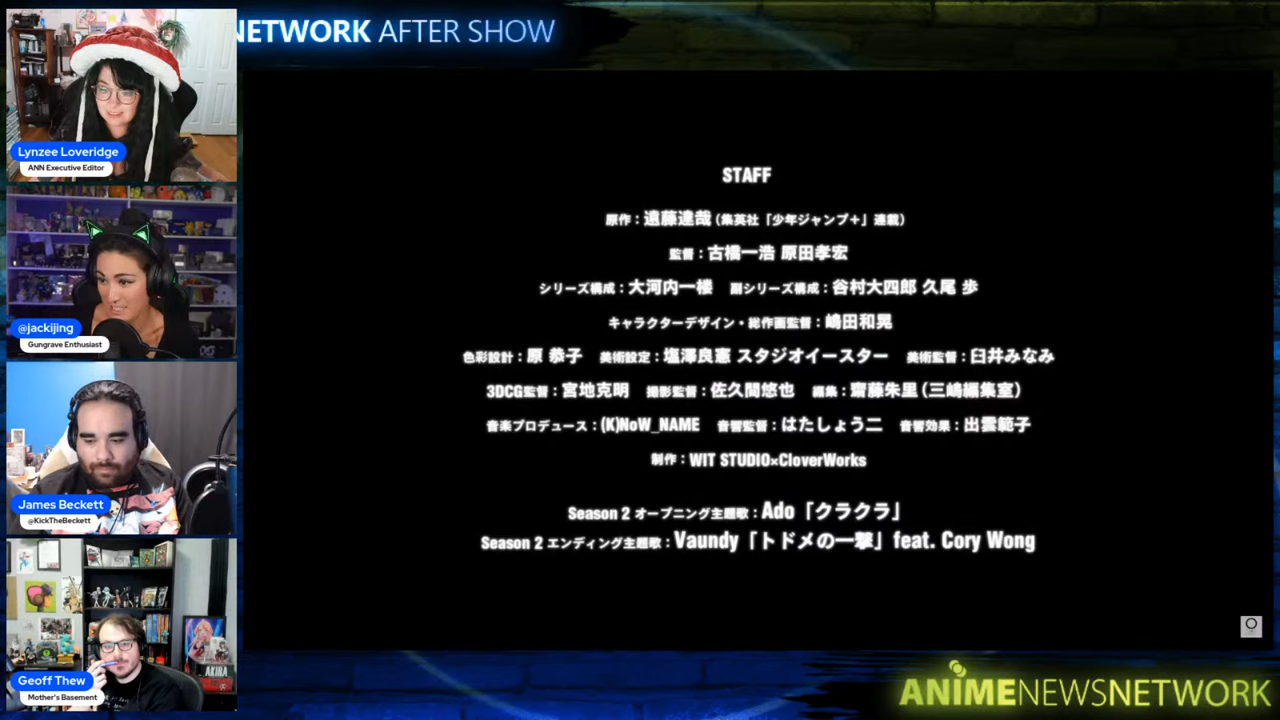 NETWORK AFTER SHOW
Lynzee Loveridge
ANN Executive Editor
@jackijing
Gungrave Enthusiast
James Beckett
@KickTheBeckett
Geoff Thew
Mother's Basement
AKIRA
STAFF
原作：遠藤達哉（集英社「少年ジャンプ＋」連載）
監督：古橋一浩 原田孝宏
シリーズ構成：大河内一楼 副シリーズ構成：谷村大四郎 久尾 歩
キャラクターデザイン・総作画監督：嶋田和晃
色彩設計：原 恭子 美術設定：塩澤良憲 スタジオイースター 美術監督：臼井みなみ
3DCG監督：宮地克明 撮影監督：佐久間悠也 編集：齋藤朱里（三嶋編集室）
音楽プロデュース：(K)NoW_NAME 音響監督：はたしょう二 音響効果：出雲範子
制作：WIT STUDIO×CloverWorks
Season 2 オープニング主題歌：Ado「クラクラ」
Season 2 エンディング主題歌：Vaundy「トドメの一撃」feat. Cory Wong
ANIMENEWSNETWORK